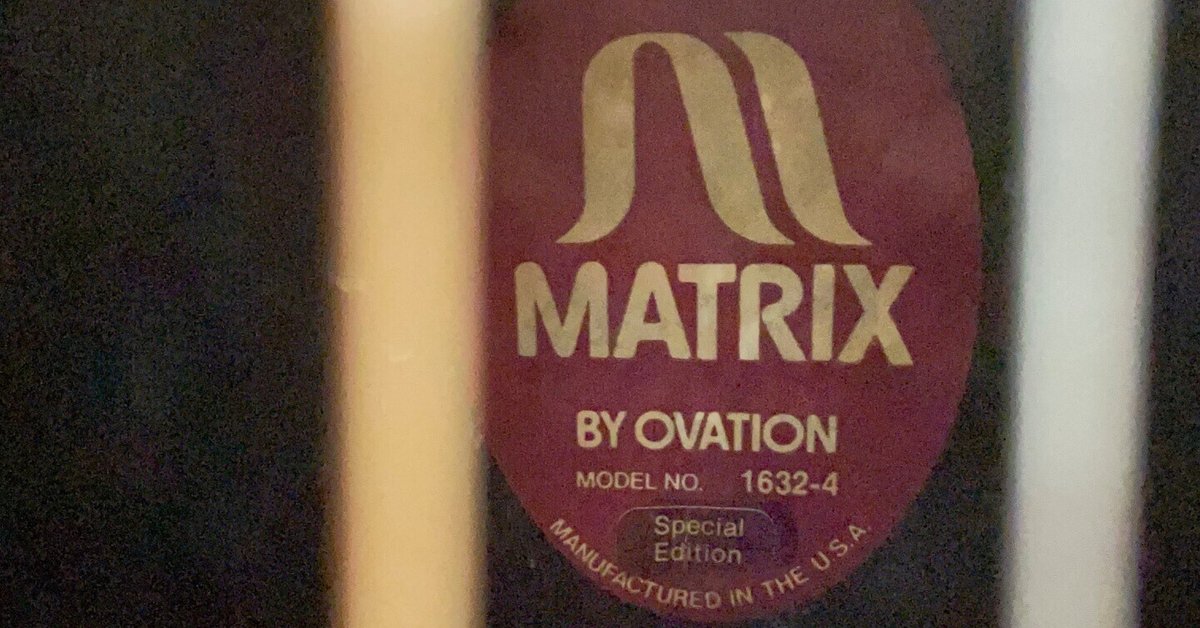 MATRIX
BY OVATION
MODEL NO. 1632-4
Special
Edition
MANUFACTURED IN THE U.S.A.